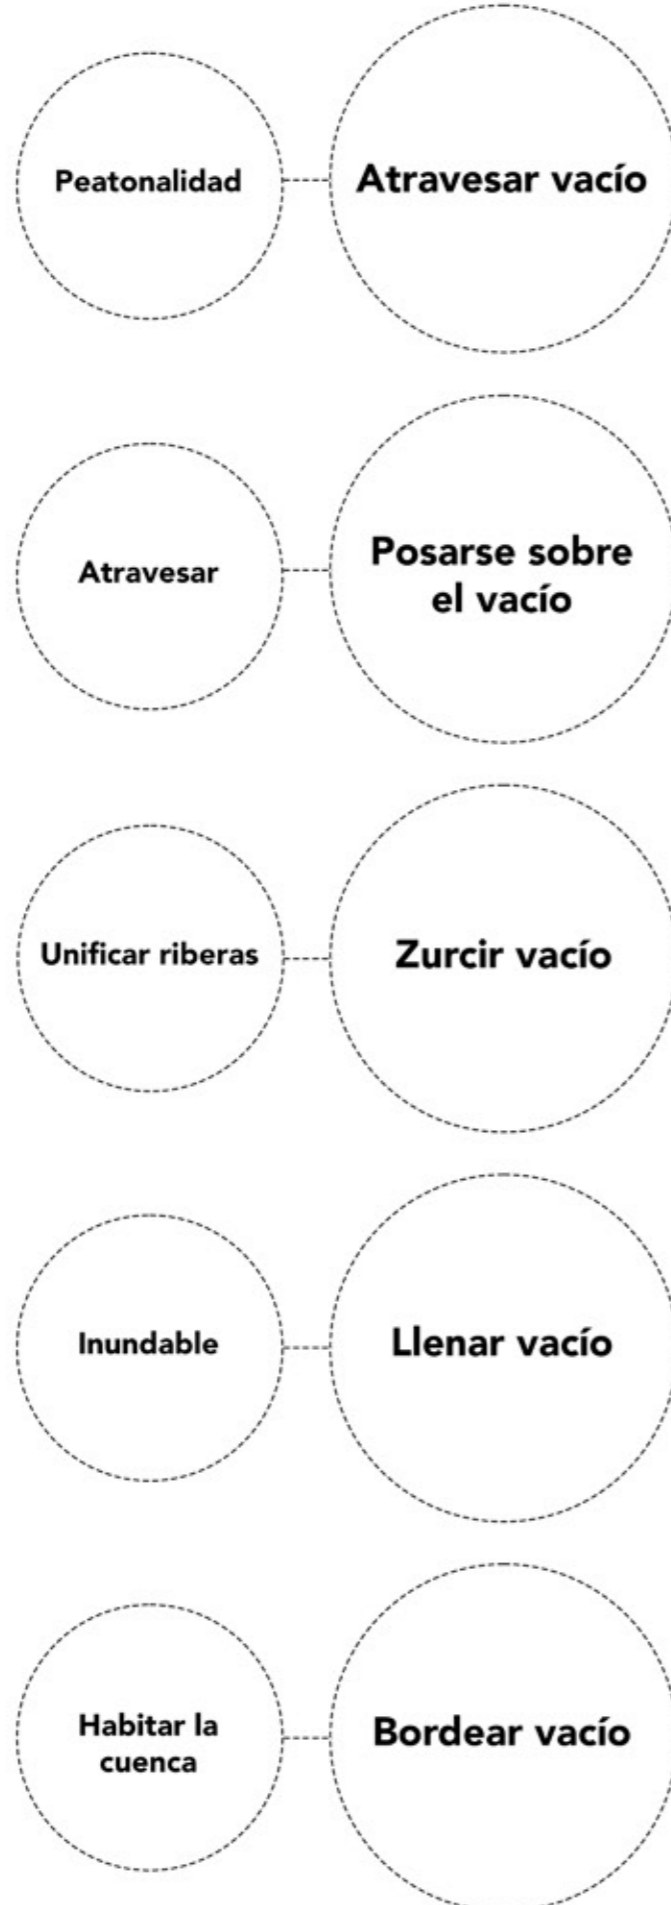 Peatonalidad
Atravesar vacío
Atravesar
Posarse sobre
el vacío
Unificar riberas
Zurcir vacío
Inundable
Llenar vacío
Habitar la
cuenca
Bordear vacío